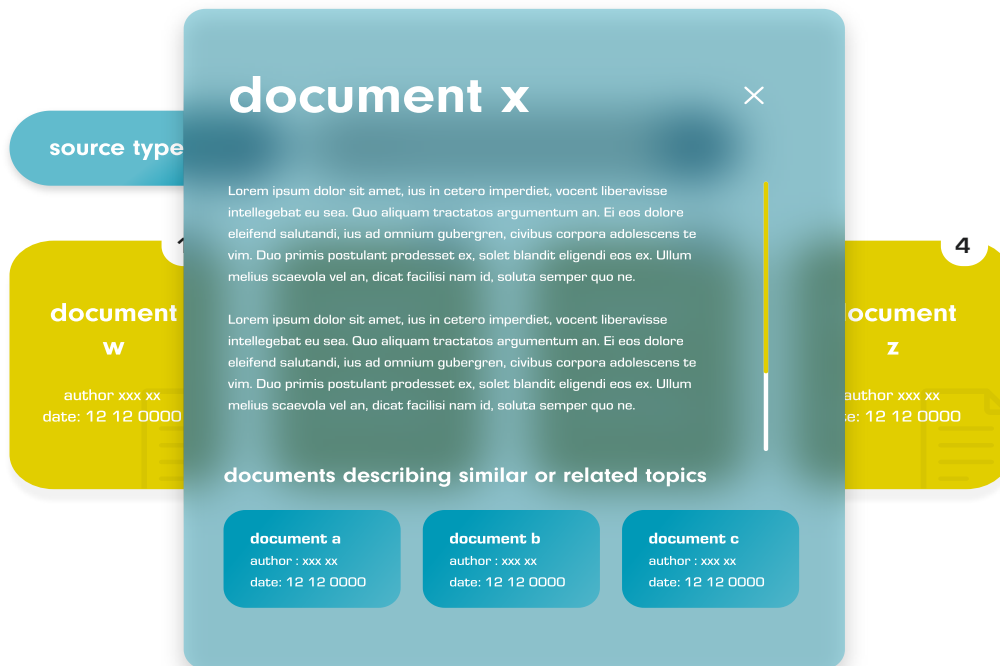 document x
source type
Lorem ipsum dolor sit amet, ius in cetero imperdiet, vocent liberavisse
intellegebat eu sea. Quo aliquam tractatos argumentum an. Ei eos dolore
eleifend salutandi, ius ad omnium gubergren, civibus corpora adolescens te
vim. Duo primis postulant prodesset ex, solet blandit eligendi eos ex. Ullum
melius scaevola vel an, dicat facilisi nam id, soluta semper quo ne.
Lorem ipsum dolor sit amet, ius in cetero imperdiet, vocent liberavisse
intellegebat eu sea. Quo aliquam tractatos argumentum an. Ei eos dolore
eleifend salutandi, ius ad omnium gubergren, civibus corpora adolescens te
vim. Duo primis postulant prodesset ex, solet blandit eligendi eos ex. Ullum
melius scaevola vel an, dicat facilisi nam id, soluta semper quo ne.
document
w
author xxx xx
date: 12 12 0000
4
ocument
z
author xxx xx
e: 12 12 0000
documents describing similar or related topics
document a
author : xxx xx
date: 12 12 0000
document b
author : xxx xx
date: 12 12 0000
document c
author : xxx xx
date: 12 12 0000